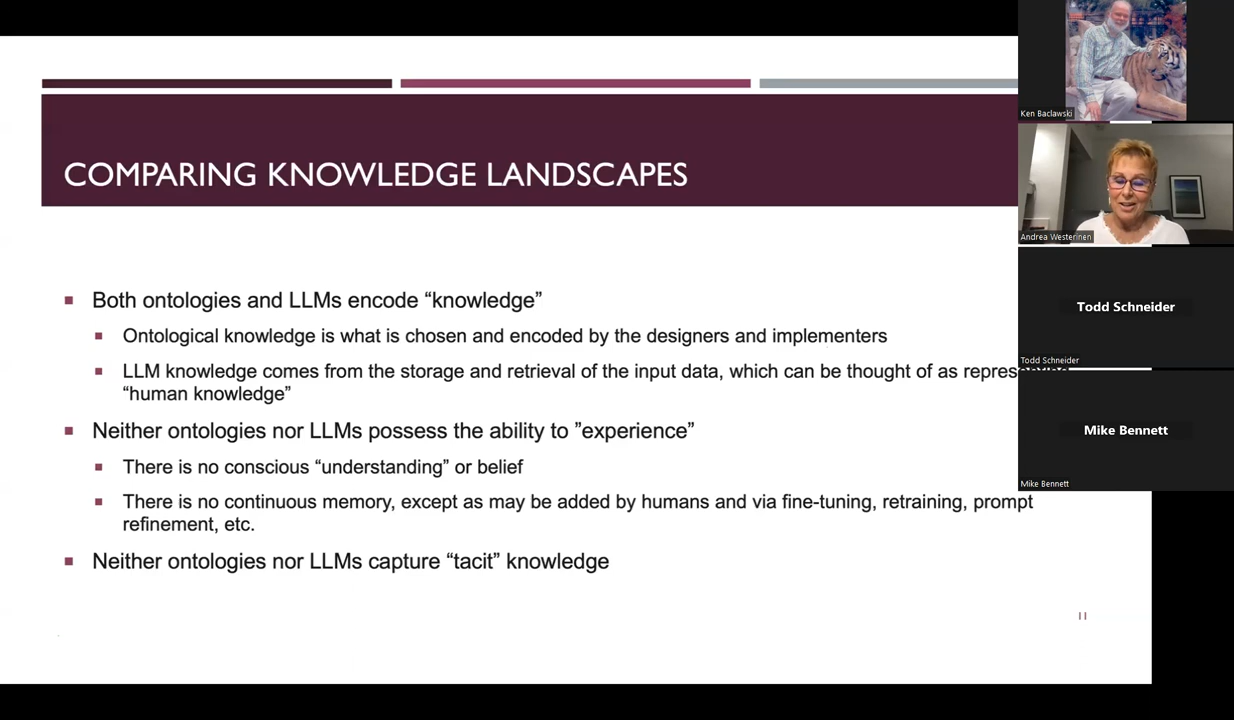 COMPARING KNOWLEDGE LANDSCAPES
Both ontologies and LLMs encode “knowledge”
Ontological knowledge is what is chosen and encoded by the designers and implementers
LLM knowledge comes from the storage and retrieval of the input data, which can be thought of as representing
“human knowledge”
Neither ontologies nor LLMs possess the ability to ”experience”
There is no conscious “understanding” or belief
There is no continuous memory, except as may be added by humans and via fine-tuning, retraining, prompt
refinement, etc.
Neither ontologies nor LLMs capture “tacit” knowledge
11
Ken Baclawski
Andrea Westerinen
Todd Schneider
Todd Schneider
Mike Bennett
Mike Bennett